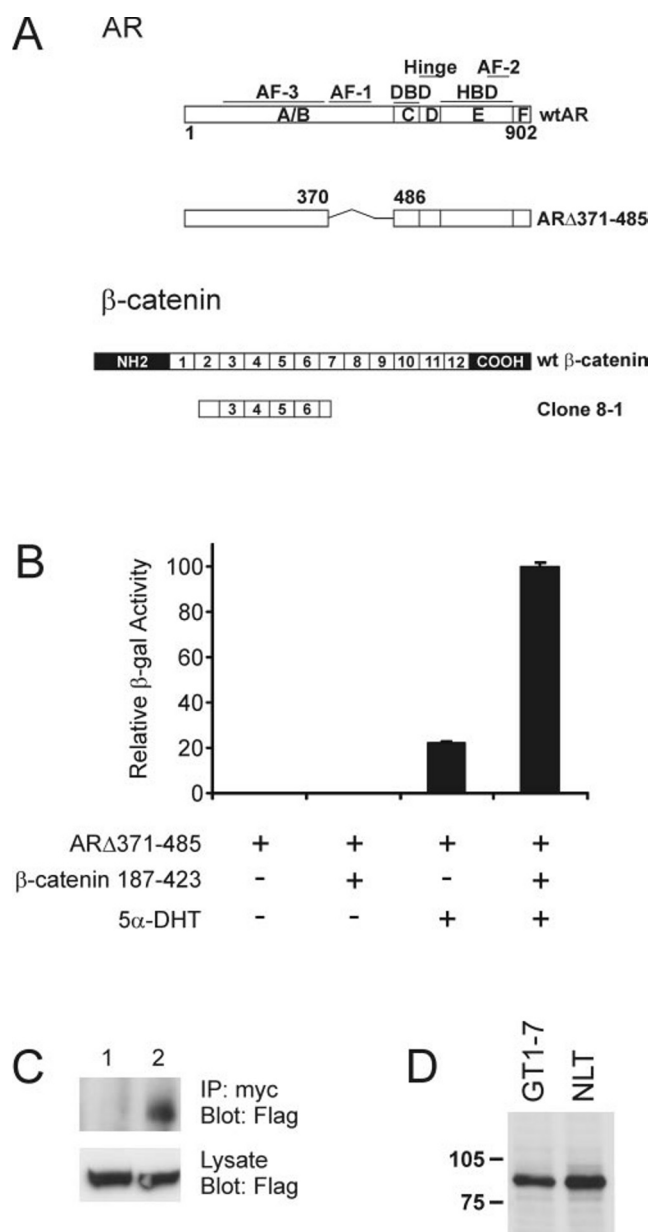 A AR
Hinge AF-2
AF-3 AF-1 DBD HBD
A/B C D E F wtAR
1 902
370 486
ARΔ371-485
β-catenin
NH2 1 2 3 4 5 6 7 8 9 10 11 12 COOH wt β-catenin
3 4 5 6 Clone 8-1
B
Relative β-gal Activity
100
80
60
40
20
0
ARΔ371-485 + + + +
β-catenin 187-423 - + - +
5α-DHT - - + +
C
1 2
IP: myc
Blot: Flag
Lysate
Blot: Flag
D
GT1-7
NLT
105
75